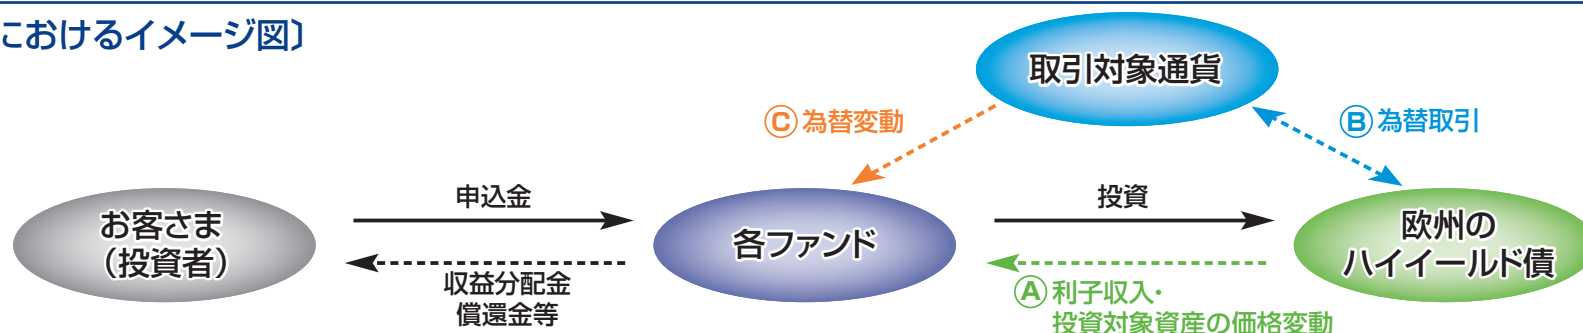 におけるイメージ図〕
取引対象通貨
Ⓒ為替変動
Ⓑ為替取引
申込金
投資
お客さま
（投資者）
各ファンド
欧州の
ハイイールド債
収益分配金
償還金等
Ⓐ利子収入・
投資対象資産の価格変動